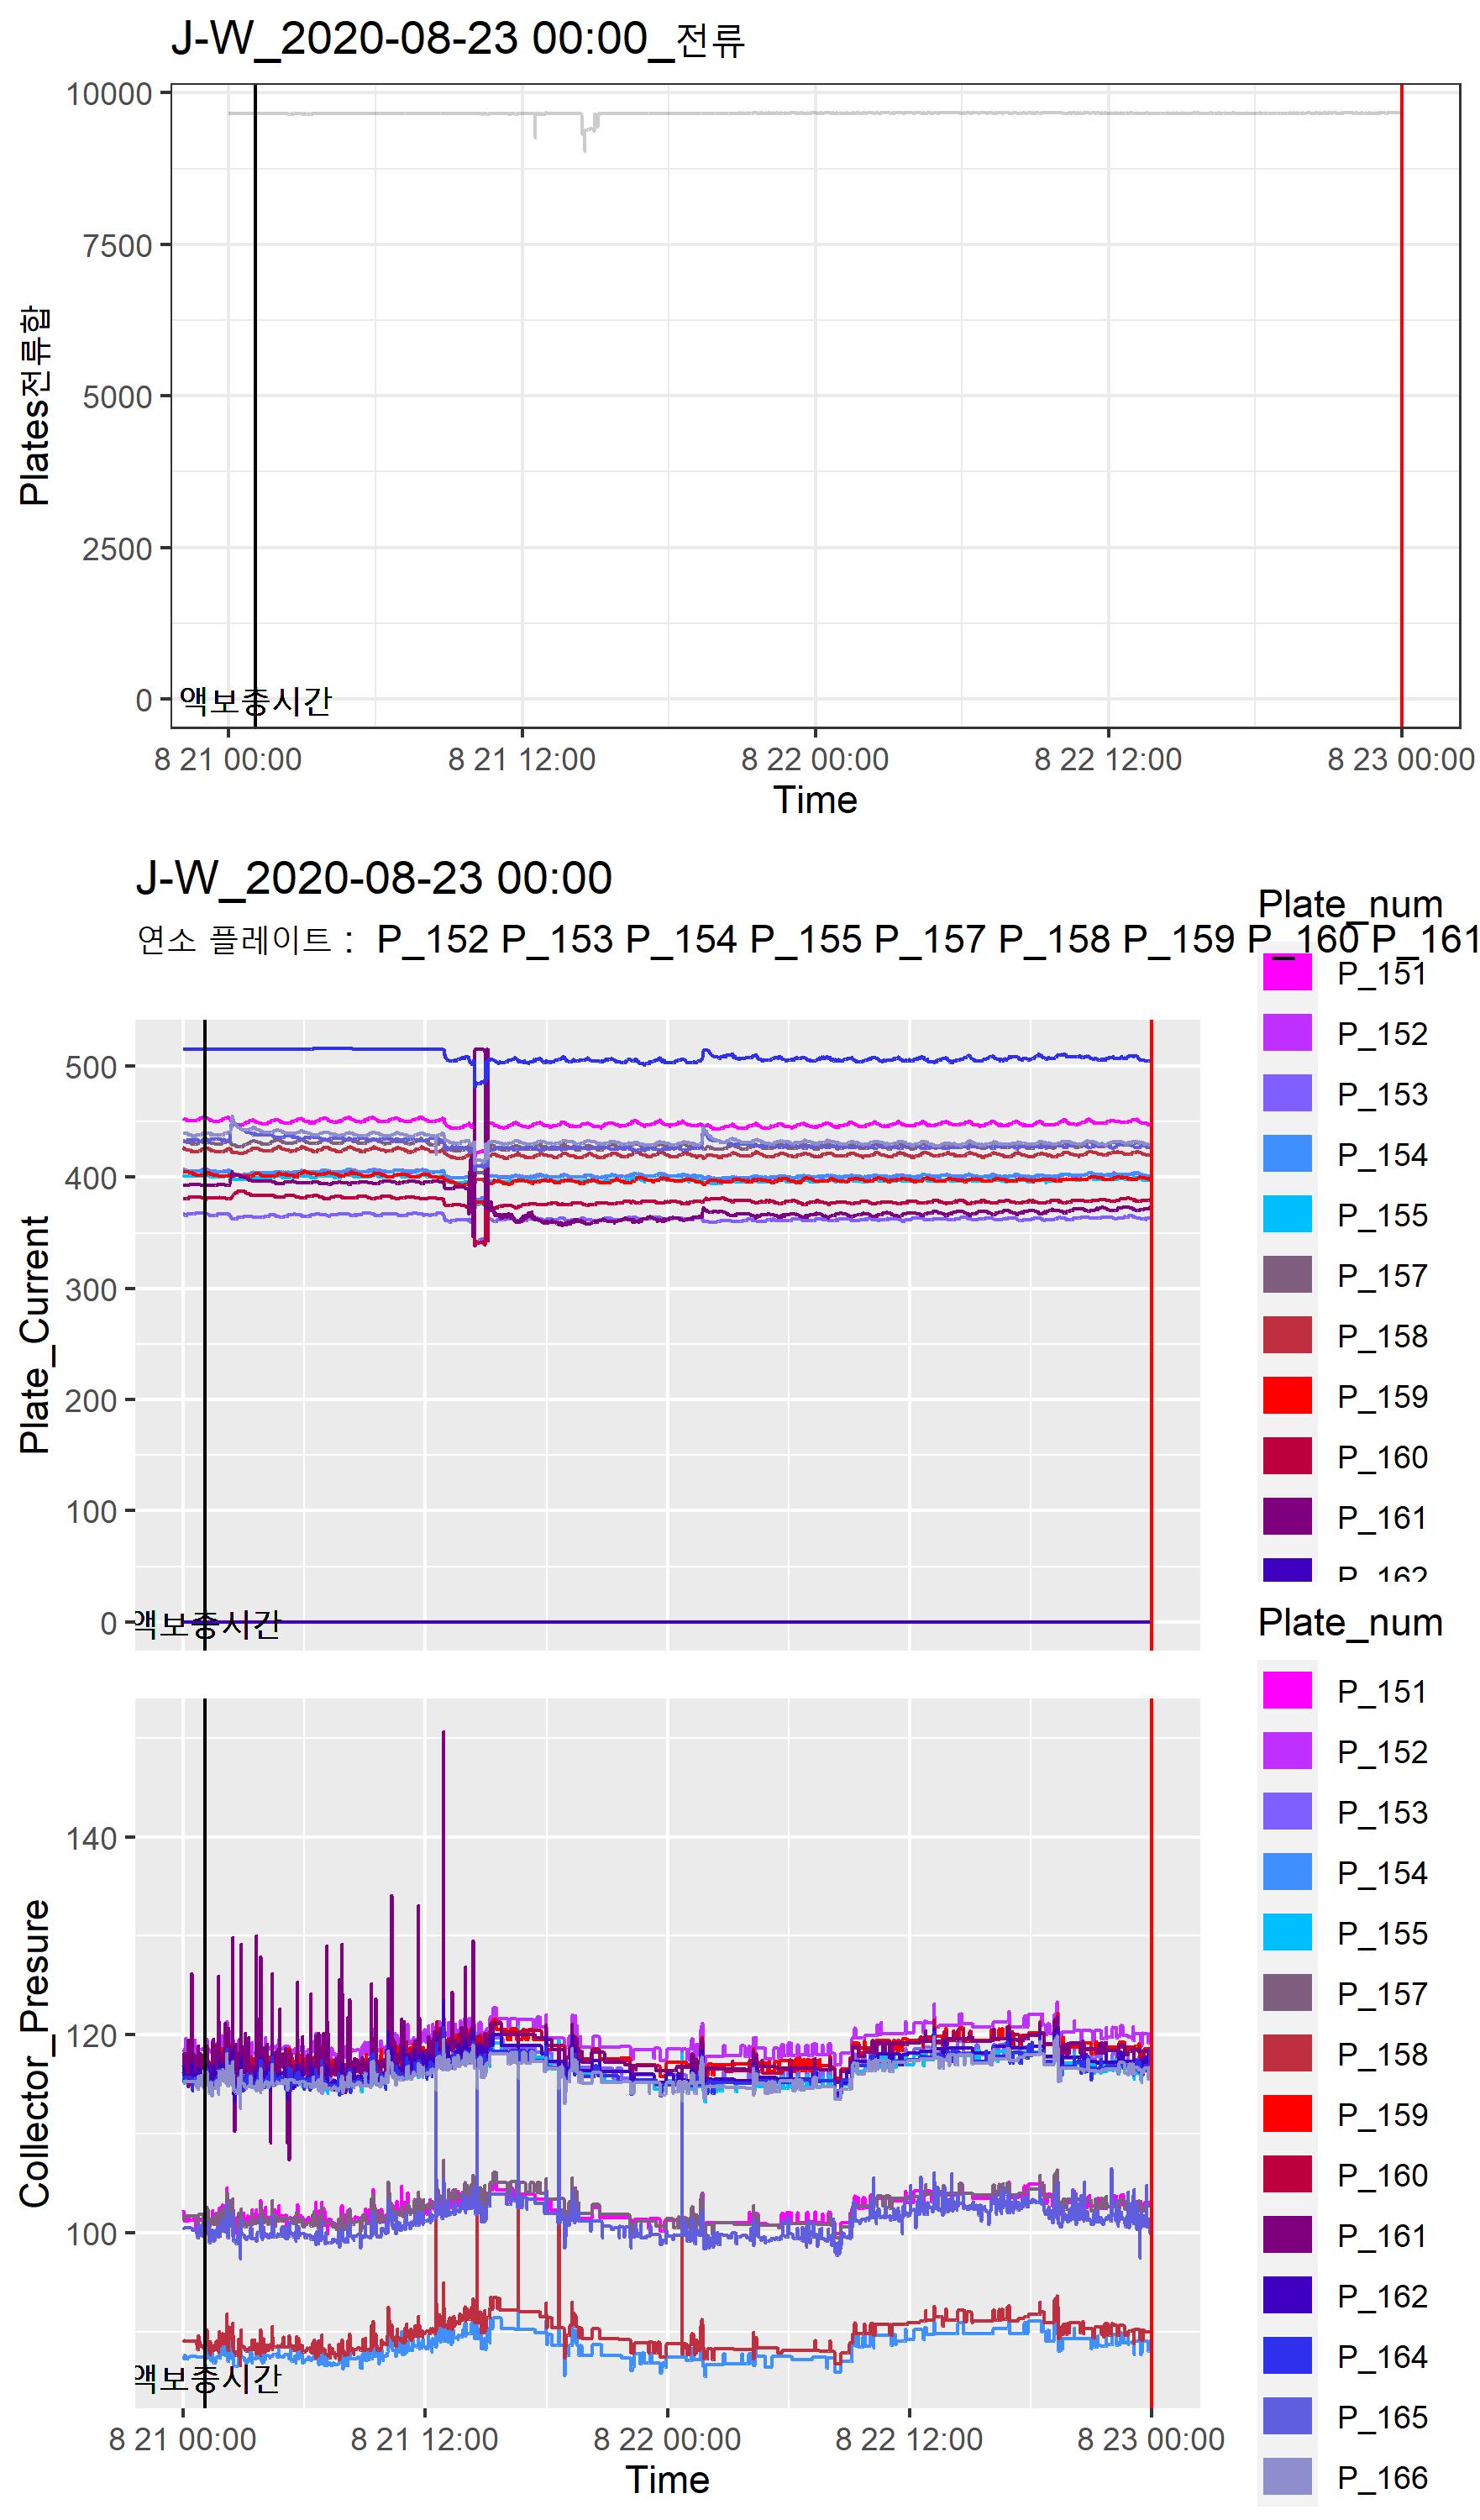 J-W_2020-08-23 00:00_전류
10000
7500
5000
2500
0
Plates전류합
액보충시간
8 21 00:00
8 21 12:00
8 22 00:00
8 22 12:00
8 23 00:00
Time
J-W_2020-08-23 00:00
연소 플레이트 : P_152 P_153 P_154 P_155 P_157 P_158 P_159 P_160 P_161
500
400
300
200
100
0
Plate_Current
액보충시간
Plate_num
P_151
P_152
P_153
P_154
P_155
P_157
P_158
P_159
P_160
P_161
P_162
140
120
100
Collector_Presure
액보충시간
8 21 00:00
8 21 12:00
8 22 00:00
8 22 12:00
8 23 00:00
Time
Plate_num
P_151
P_152
P_153
P_154
P_155
P_157
P_158
P_159
P_160
P_161
P_162
P_164
P_165
P_166